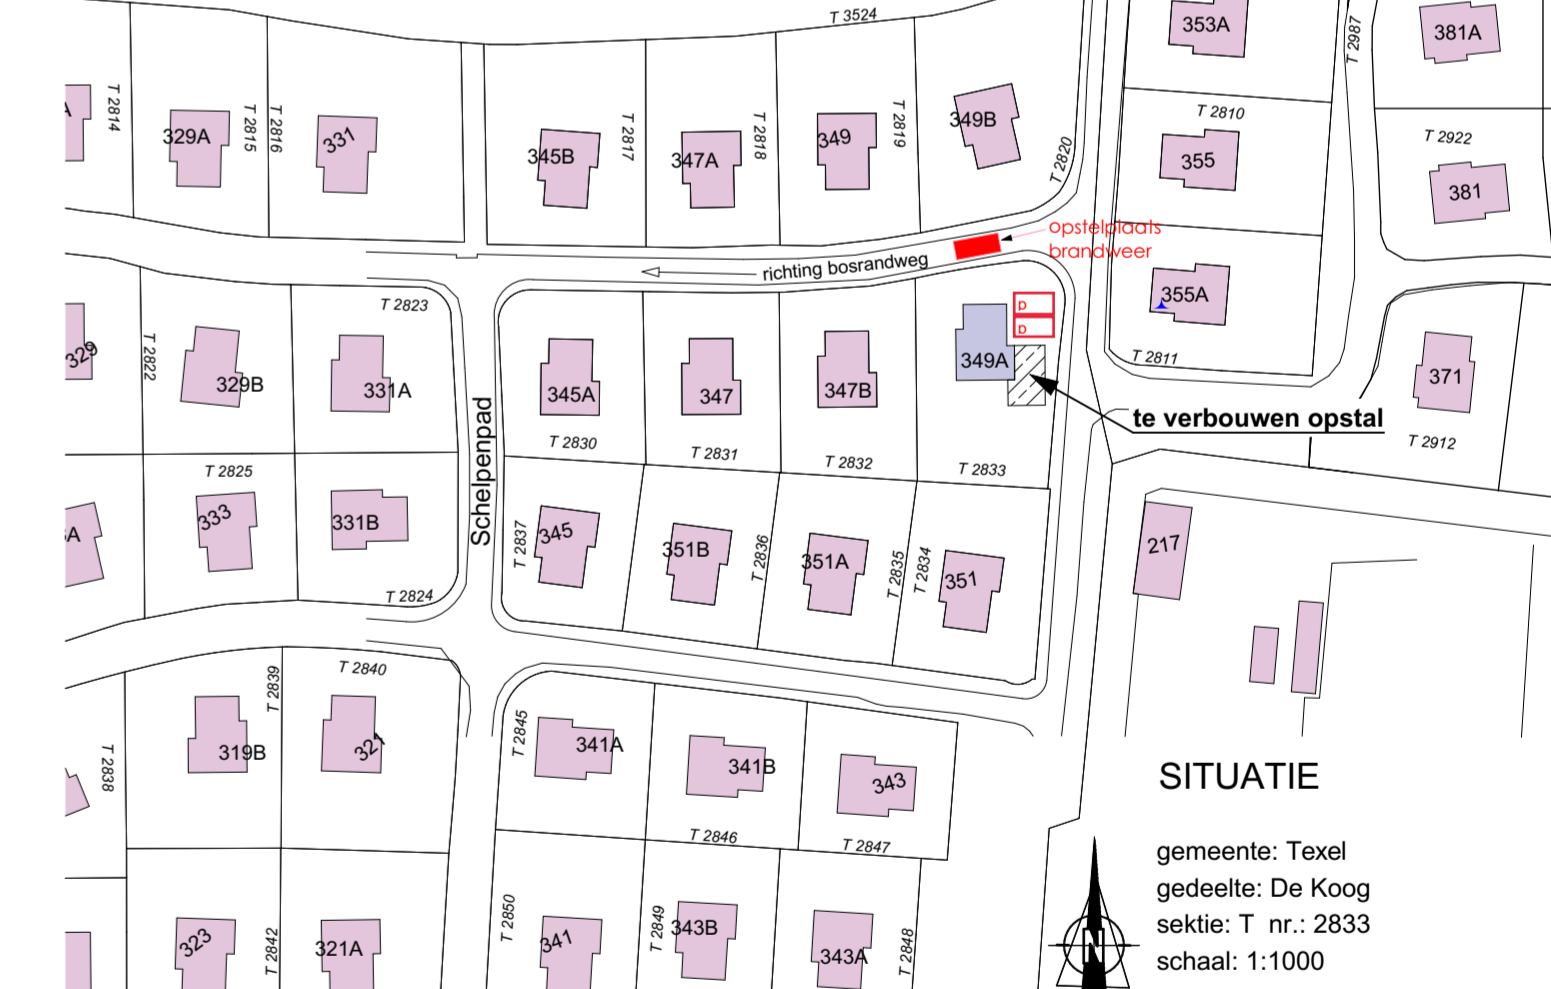 T 3524
353A
T 2987
381A
T 2814
329A
T 2815
T 2816
331
345B
T 2817
347A
T 2818
349
T 2819
349B
T 2820
T 2810
355
T 2922
381
opstelplaats
brandweer
richting bosrandweg
355A
T 2811
T 2823
329
T 2822
329B
331A
345A
347
347B
349A
p
p
te verbouwen opstal
371
T 2912
T 2830
T 2831
T 2832
T 2833
Schelpenpad
T 2825
333
331B
A
T 2824
T 2837
345
351B
T 2836
351A
T 2835
T 2834
351
217
T 2839
T 2840
T 2838
319B
321
T 2845
341A
341B
343
T 2846
T 2847
323
T 2842
321A
T 2850
341
T 2849
343B
343A
T 2848
SITUATIE
gemeente: Texel
gedeelte: De Koog
sektie: T nr.: 2833
schaal: 1:1000
N